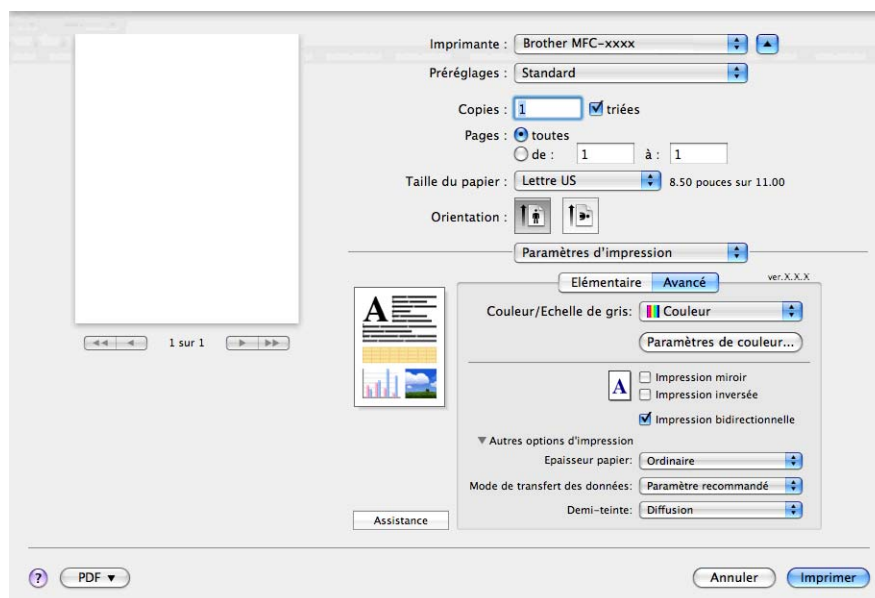 Imprimante : Brother MFC-xxxx
Préréglages : Standard
Copies : 1 triées
Pages : toutes
de : 1 à : 1
Taille du papier : Lettre US 8.50 pouces sur 11.00
Orientation :
Paramètres d'impression
Elémentaire Avancé ver.X.X.X
Couleur/Echelle de gris: Couleur
Paramètres de couleur...
A
1 sur 1
A
Impression miroir
Impression inversée
Impression bidirectionnelle
Autres options d'impression
Epaisseur papier: Ordinaire
Mode de transfert des données: Paramètre recommandé
Demi-teinte: Diffusion
Assistance
? PDF Annuler Imprimer